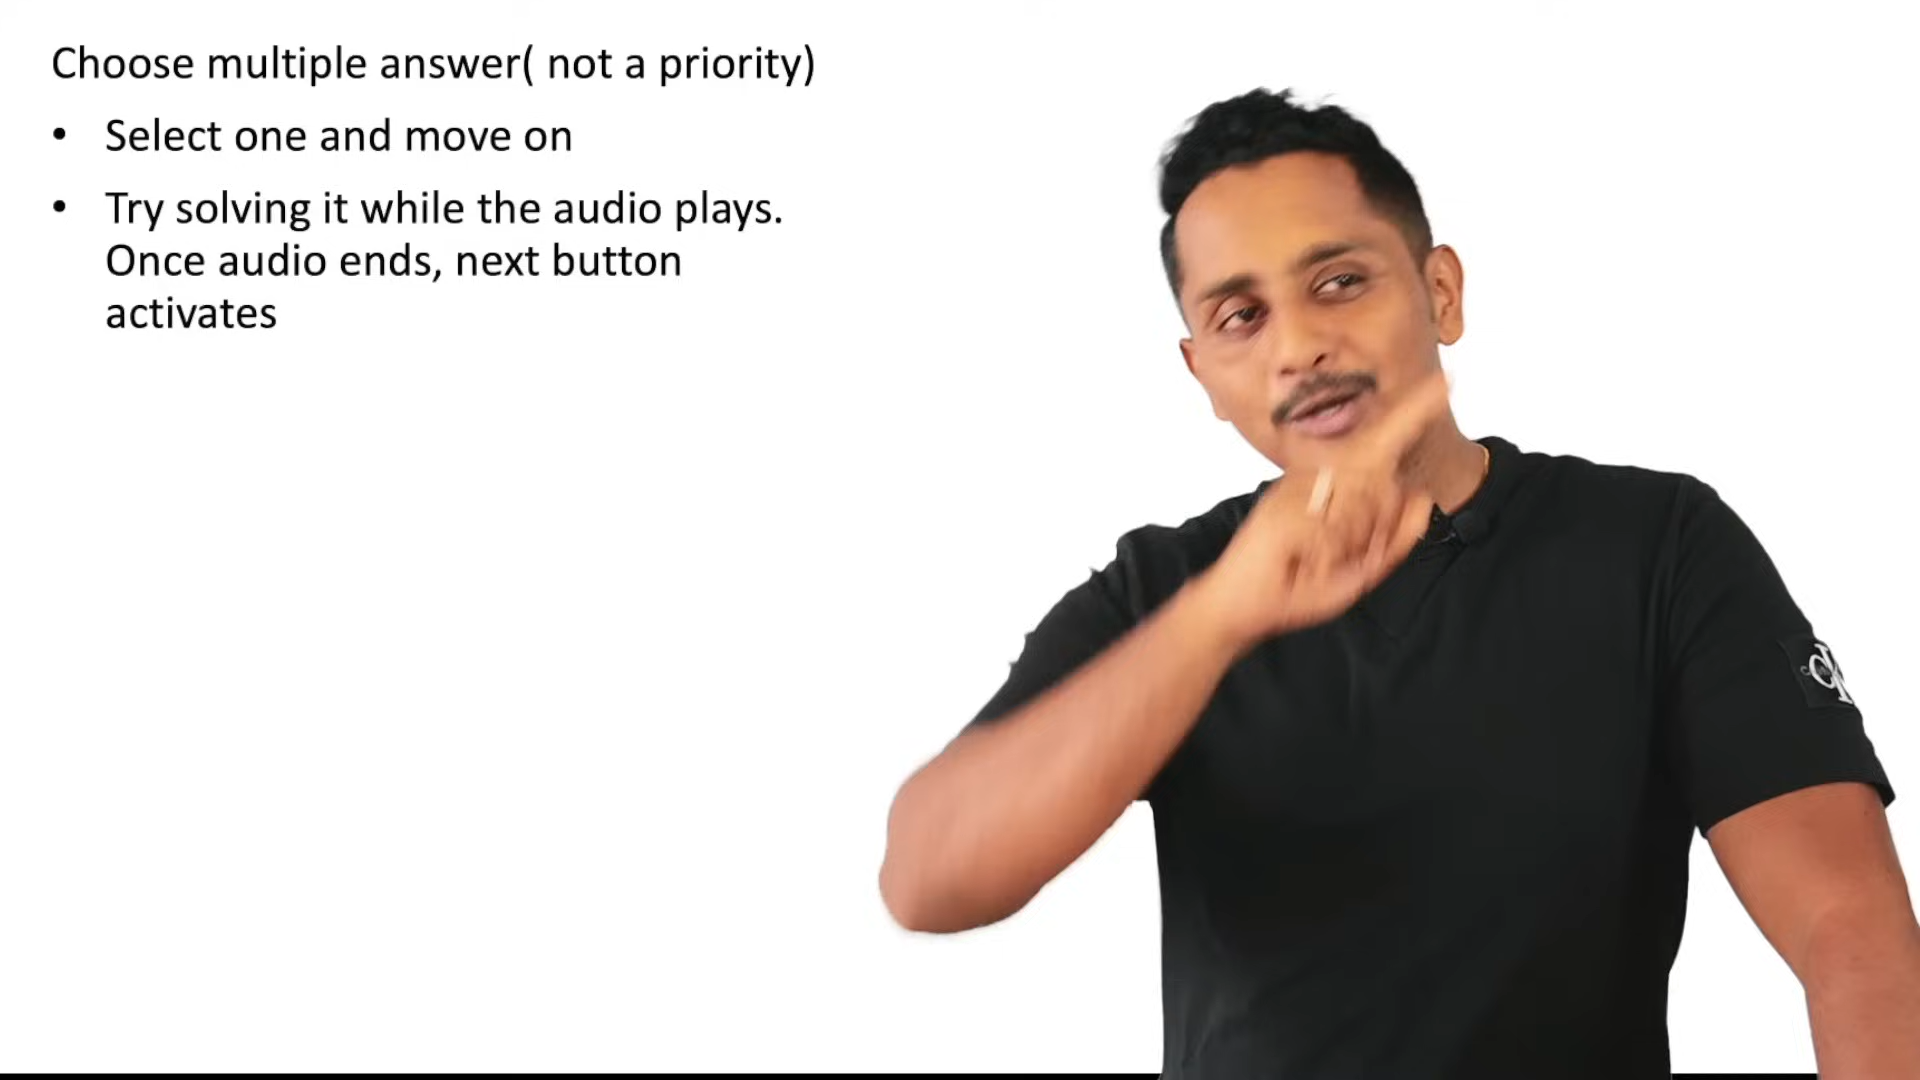 Choose multiple answer( not a priority)
• Select one and move on
• Try solving it while the audio plays.
Once audio ends, next button
activates